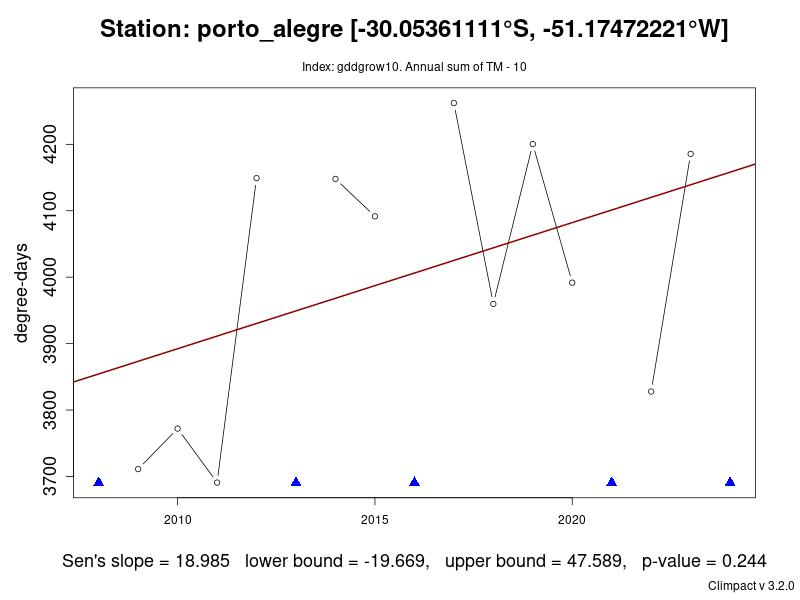 Station: porto_alegre [-30.05361111°S, -51.17472221°W]
Index: gddgrow10. Annual sum of TM - 10
degree-days
4200
4100
4000
3900
3800
3700
2010 2015 2020
Sen's slope = 18.985 lower bound = -19.669, upper bound = 47.589, p-value = 0.244
Climpact v 3.2.0